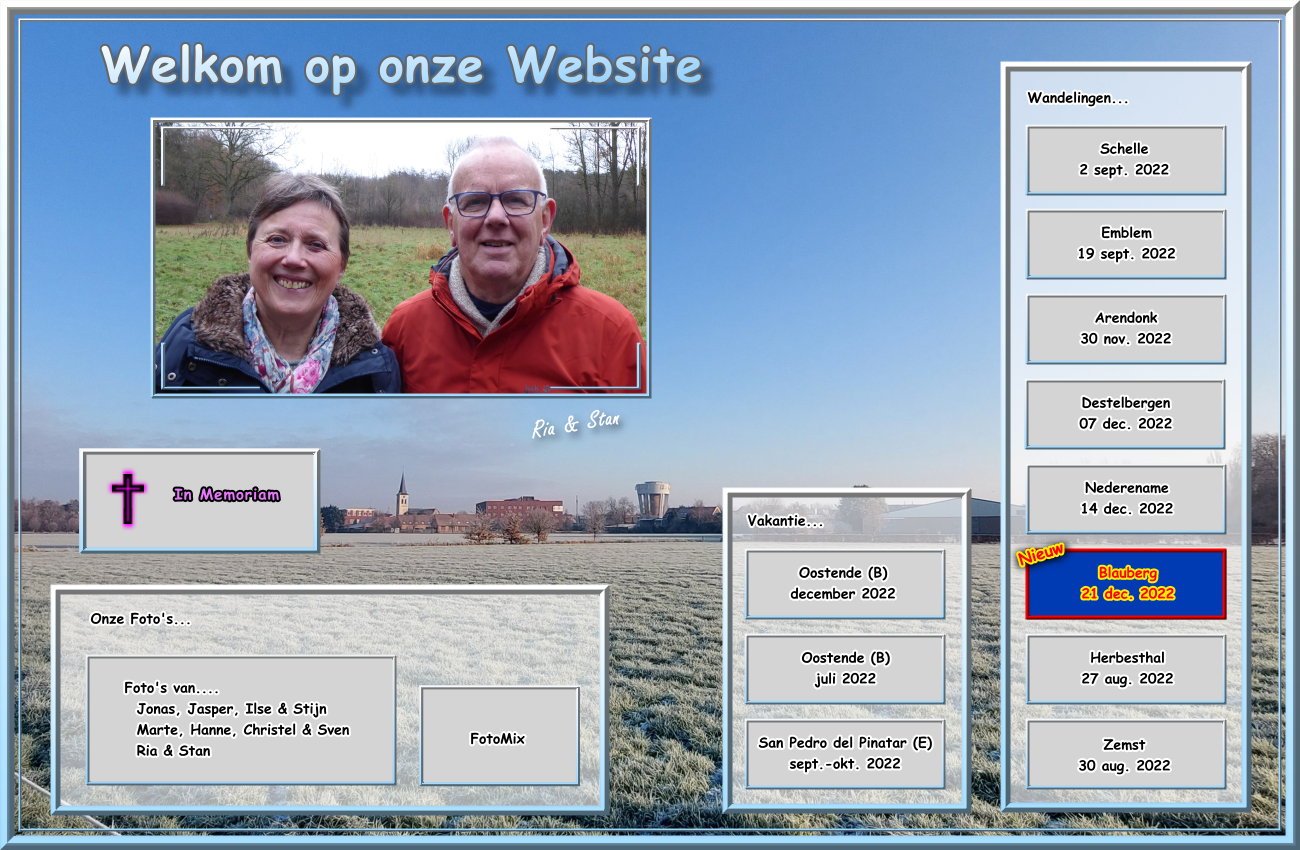 Welkom op onze Website
Ria & Stan
In Memoriam
Onze Foto's...
Foto's van....
Jonas, Jasper, Ilse & Stijn
Marte, Hanne, Christel & Sven
Ria & Stan
FotoMix
Vakantie...
Oostende (B)
december 2022
Oostende (B)
juli 2022
San Pedro del Pinatar (E)
sept.-okt. 2022
Wandelingen...
Schelle
2 sept. 2022
Emblem
19 sept. 2022
Arendonk
30 nov. 2022
Destelbergen
07 dec. 2022
Nederename
14 dec. 2022
Nieuw
Blauberg
21 dec. 2022
Herbesthal
27 aug. 2022
Zemst
30 aug. 2022